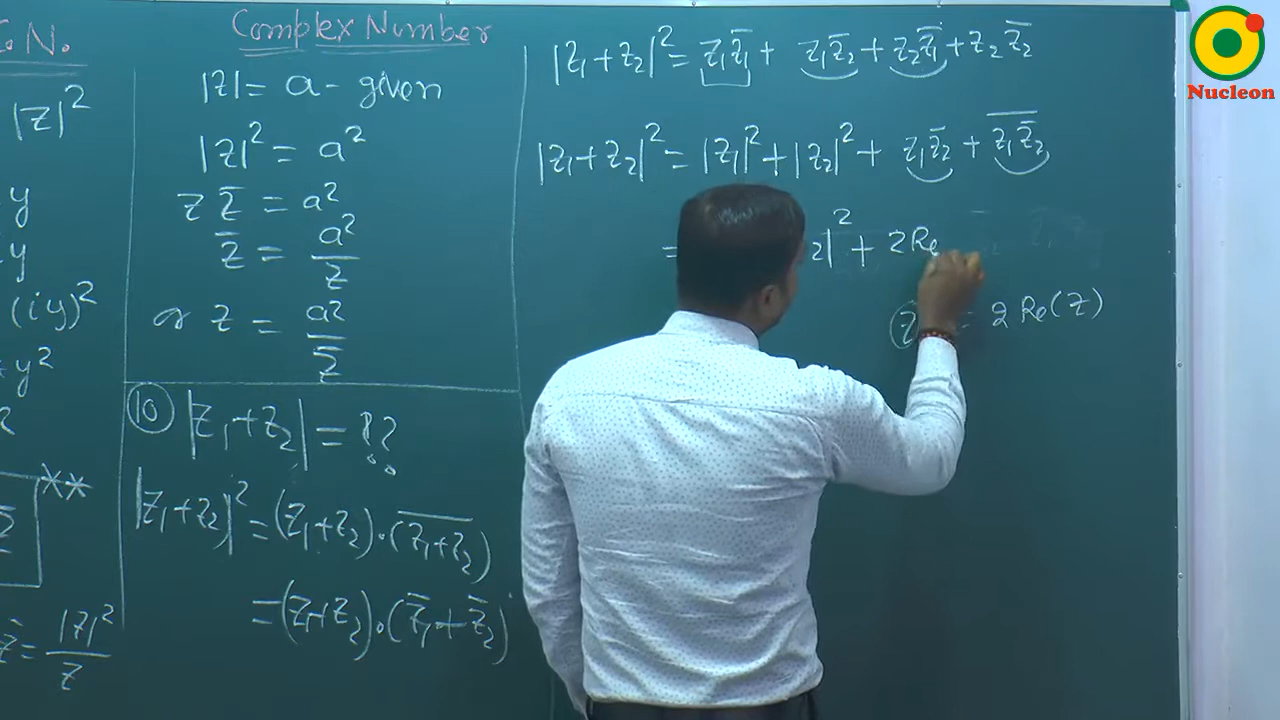 C.N.
|z|²
y
y
(iy)²
y²
2
**
z̄
z̄ = |z|²/z
Complex Number
|z| = a - given
|z|² = a²
z z̄ = a²
z̄ = a²/z
or z = a²/z̄
(10) |z₁+z₂| = ??
|z₁+z₂|² = (z₁+z₂)·(z₁+z₂)‾
= (z₁+z₂)·(z̄₁+z̄₂)
|z₁+z₂|² = z₁z̄₁ + z₁z̄₂ + z₂z̄₁ + z₂z̄₂
|z₁+z₂|² = |z₁|² + |z₂|² + z₁z̄₂ + (z₁z̄₂)‾
= 2|² + 2Re
z = 2Re(z)
Nucleon